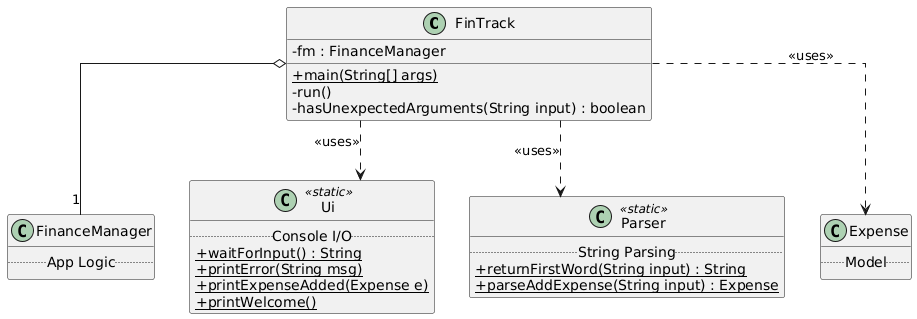 C FinTrack
-fm : FinanceManager
+main(String[] args)
-run()
-hasUnexpectedArguments(String input) : boolean
«uses»
«uses»
«uses»
1
C FinanceManager
App Logic
C «static»
Ui
Console I/O
+waitForInput() : String
+printError(String msg)
+printExpenseAdded(Expense e)
+printWelcome()
C «static»
Parser
String Parsing
+returnFirstWord(String input) : String
+parseAddExpense(String input) : Expense
C Expense
Model